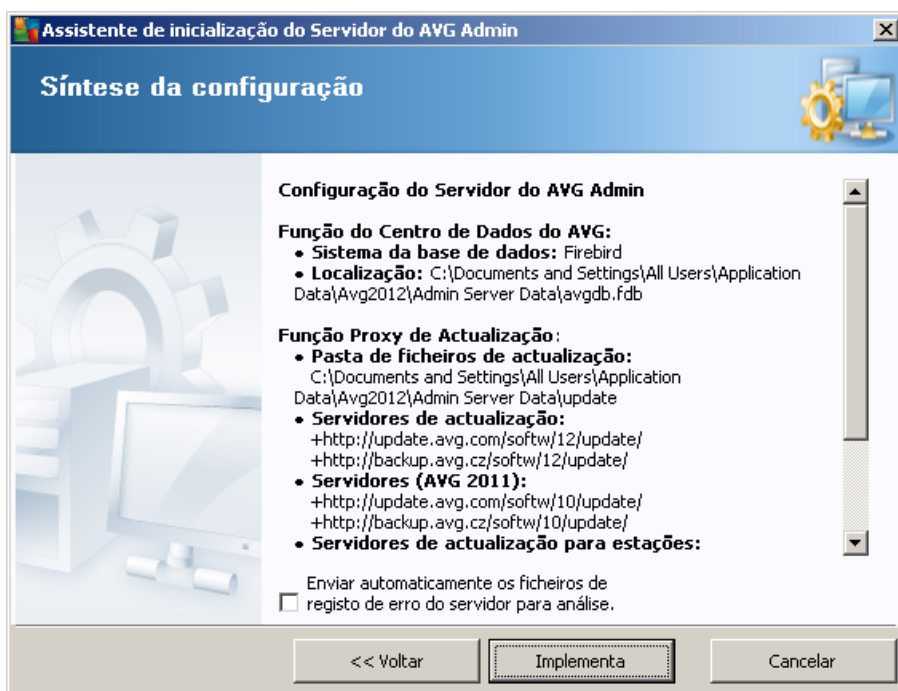 Assistente de inicialização do Servidor do AVG Admin
Síntese da configuração
Configuração do Servidor do AVG Admin
Função do Centro de Dados do AVG:
• Sistema da base de dados: Firebird
• Localização: C:\Documents and Settings\All Users\Application
Data\Avg2012\Admin Server Data\avgdb.fdb
Função Proxy de Actualização:
• Pasta de ficheiros de actualização:
C:\Documents and Settings\All Users\Application
Data\Avg2012\Admin Server Data\update
• Servidores de actualização:
+http://update.avg.com/softw/12/update/
+http://backup.avg.cz/softw/12/update/
• Servidores (AVG 2011):
+http://update.avg.com/softw/10/update/
+http://backup.avg.cz/softw/10/update/
• Servidores de actualização para estações:
Enviar automaticamente os ficheiros de
registo de erro do servidor para análise.
<< Voltar
Implementa
Cancelar